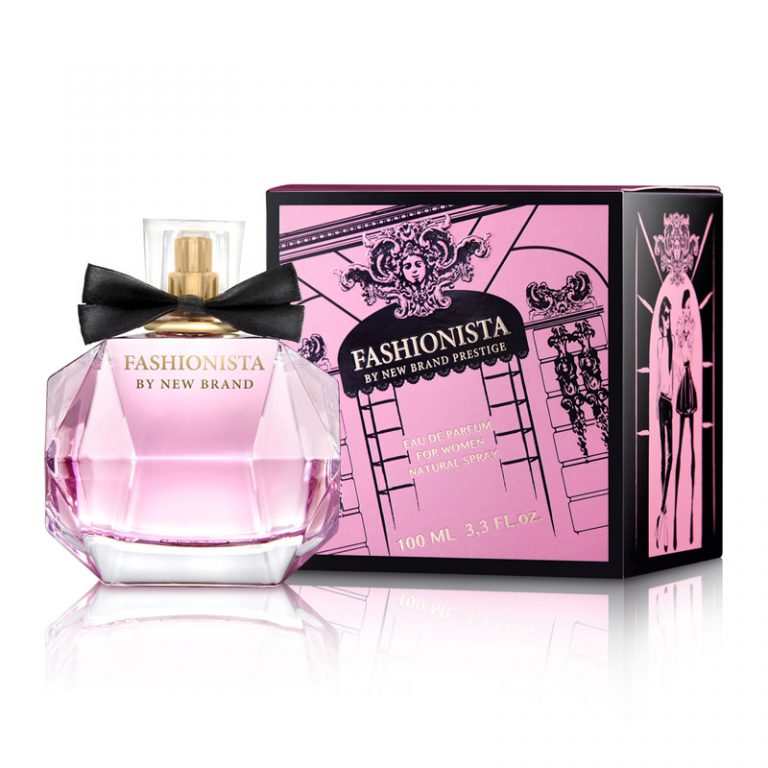 FASHIONISTA
BY NEW BRAND
FASHIONISTA
BY NEW BRAND PRESTIGE
EAU DE PARFUM
FOR WOMEN
NATURAL SPRAY
100 ML 3,3 FL oz.